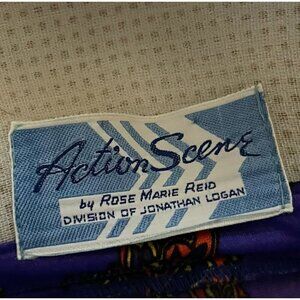 Action Scene
by ROSE MARIE REID
DIVISION OF JONATHAN LOGAN